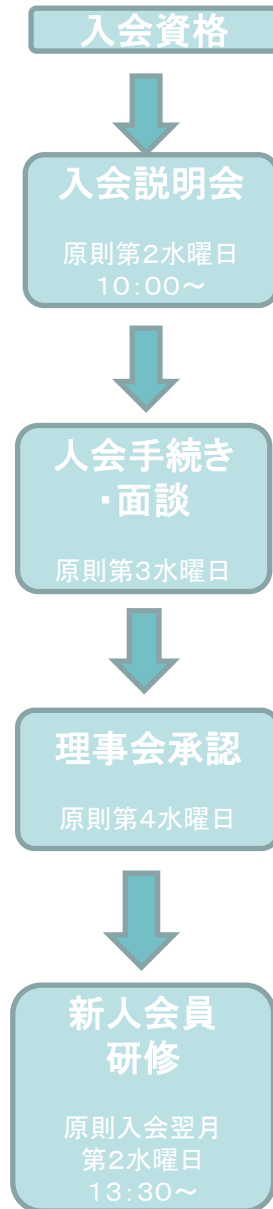 入会資格
入会説明会
原則第2水曜日
10:00～
人会手続き
・面談
原則第3水曜日
理事会承認
原則第4水曜日
新人会員
研修
原則入会翌月
第2水曜日
13:30～